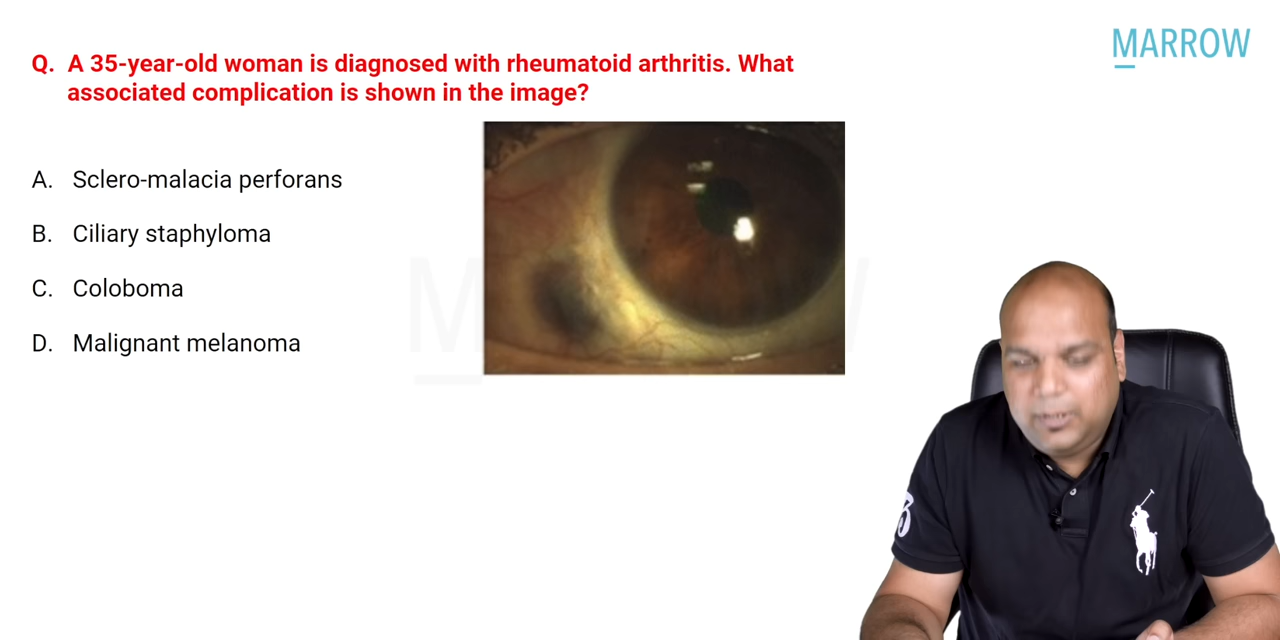 MARROW
Q. A 35-year-old woman is diagnosed with rheumatoid arthritis. What
associated complication is shown in the image?
A. Sclero-malacia perforans
B. Ciliary staphyloma
C. Coloboma
D. Malignant melanoma